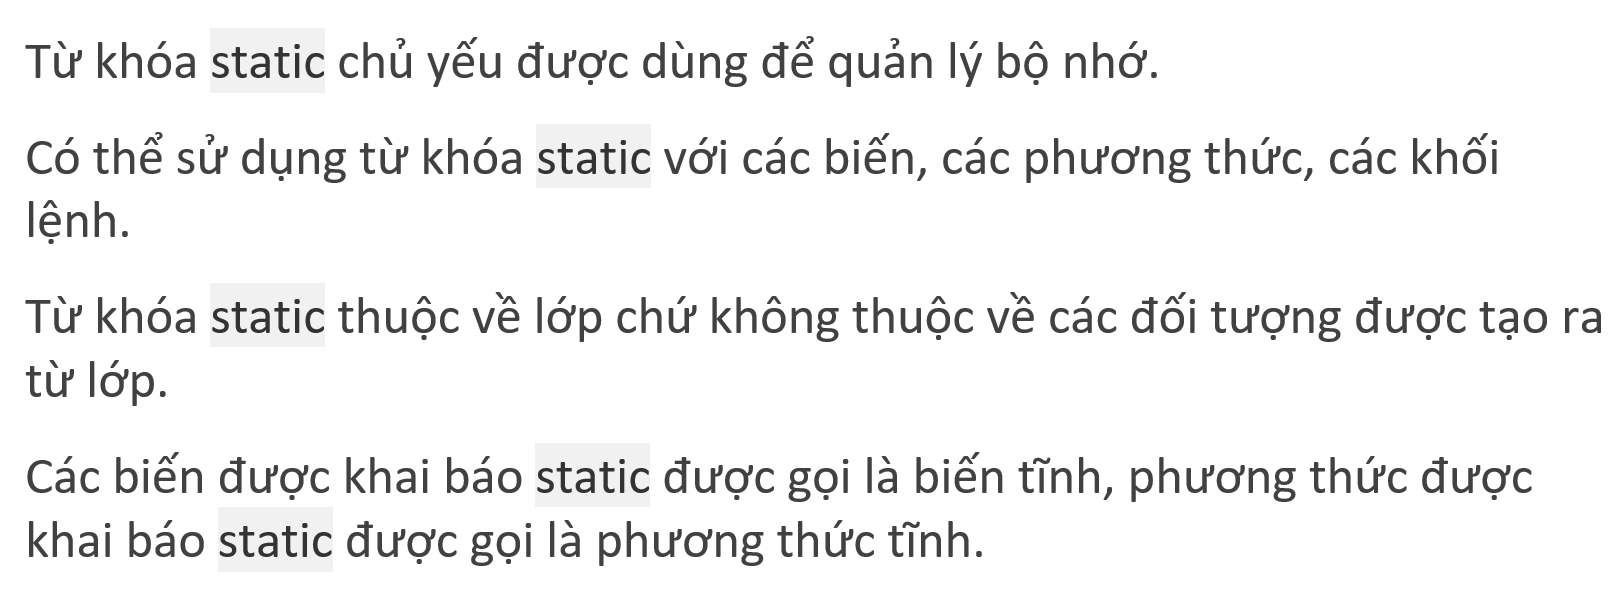 Từ khóa static chủ yếu được dùng để quản lý bộ nhớ.
Có thể sử dụng từ khóa static với các biến, các phương thức, các khối
lệnh.
Từ khóa static thuộc về lớp chứ không thuộc về các đối tượng được tạo ra
từ lớp.
Các biến được khai báo static được gọi là biến tĩnh, phương thức được
khai báo static được gọi là phương thức tĩnh.